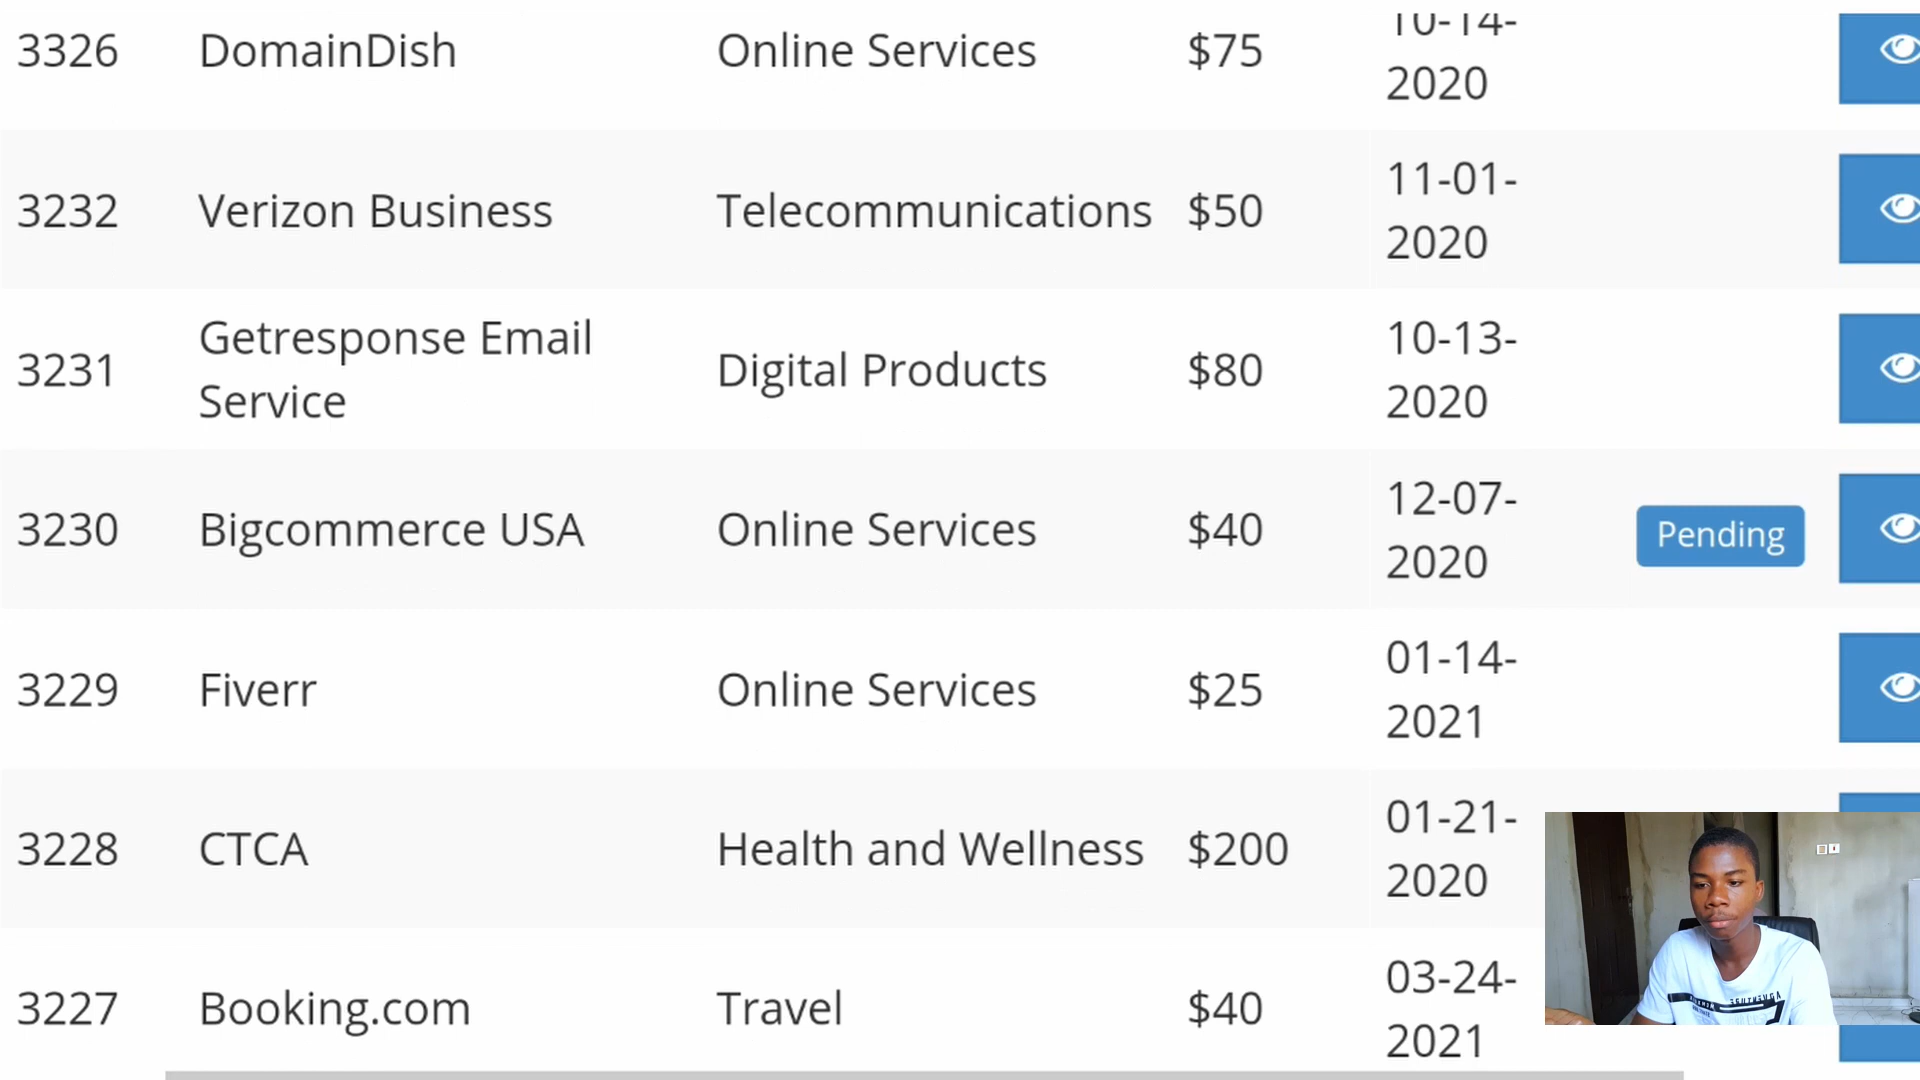 3326 DomainDish Online Services $75 10-14-
2020
3232 Verizon Business Telecommunications $50 11-01-
2020
3231 Getresponse Email
Service Digital Products $80 10-13-
2020
3230 Bigcommerce USA Online Services $40 12-07-
2020 Pending
3229 Fiverr Online Services $25 01-14-
2021
3228 CTCA Health and Wellness $200 01-21-
2020
3227 Booking.com Travel $40 03-24-
2021